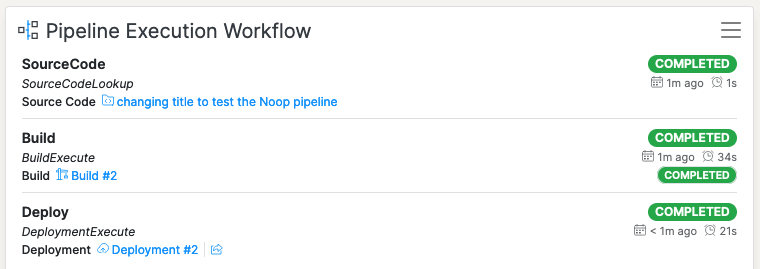 Pipeline Execution Workflow
SourceCode COMPLETED
SourceCodeLookup 1m ago 1s
Source Code changing title to test the Noop pipeline
Build COMPLETED
BuildExecute 1m ago 34s
Build Build #2 COMPLETED
Deploy COMPLETED
DeploymentExecute < 1m ago 21s
Deployment Deployment #2